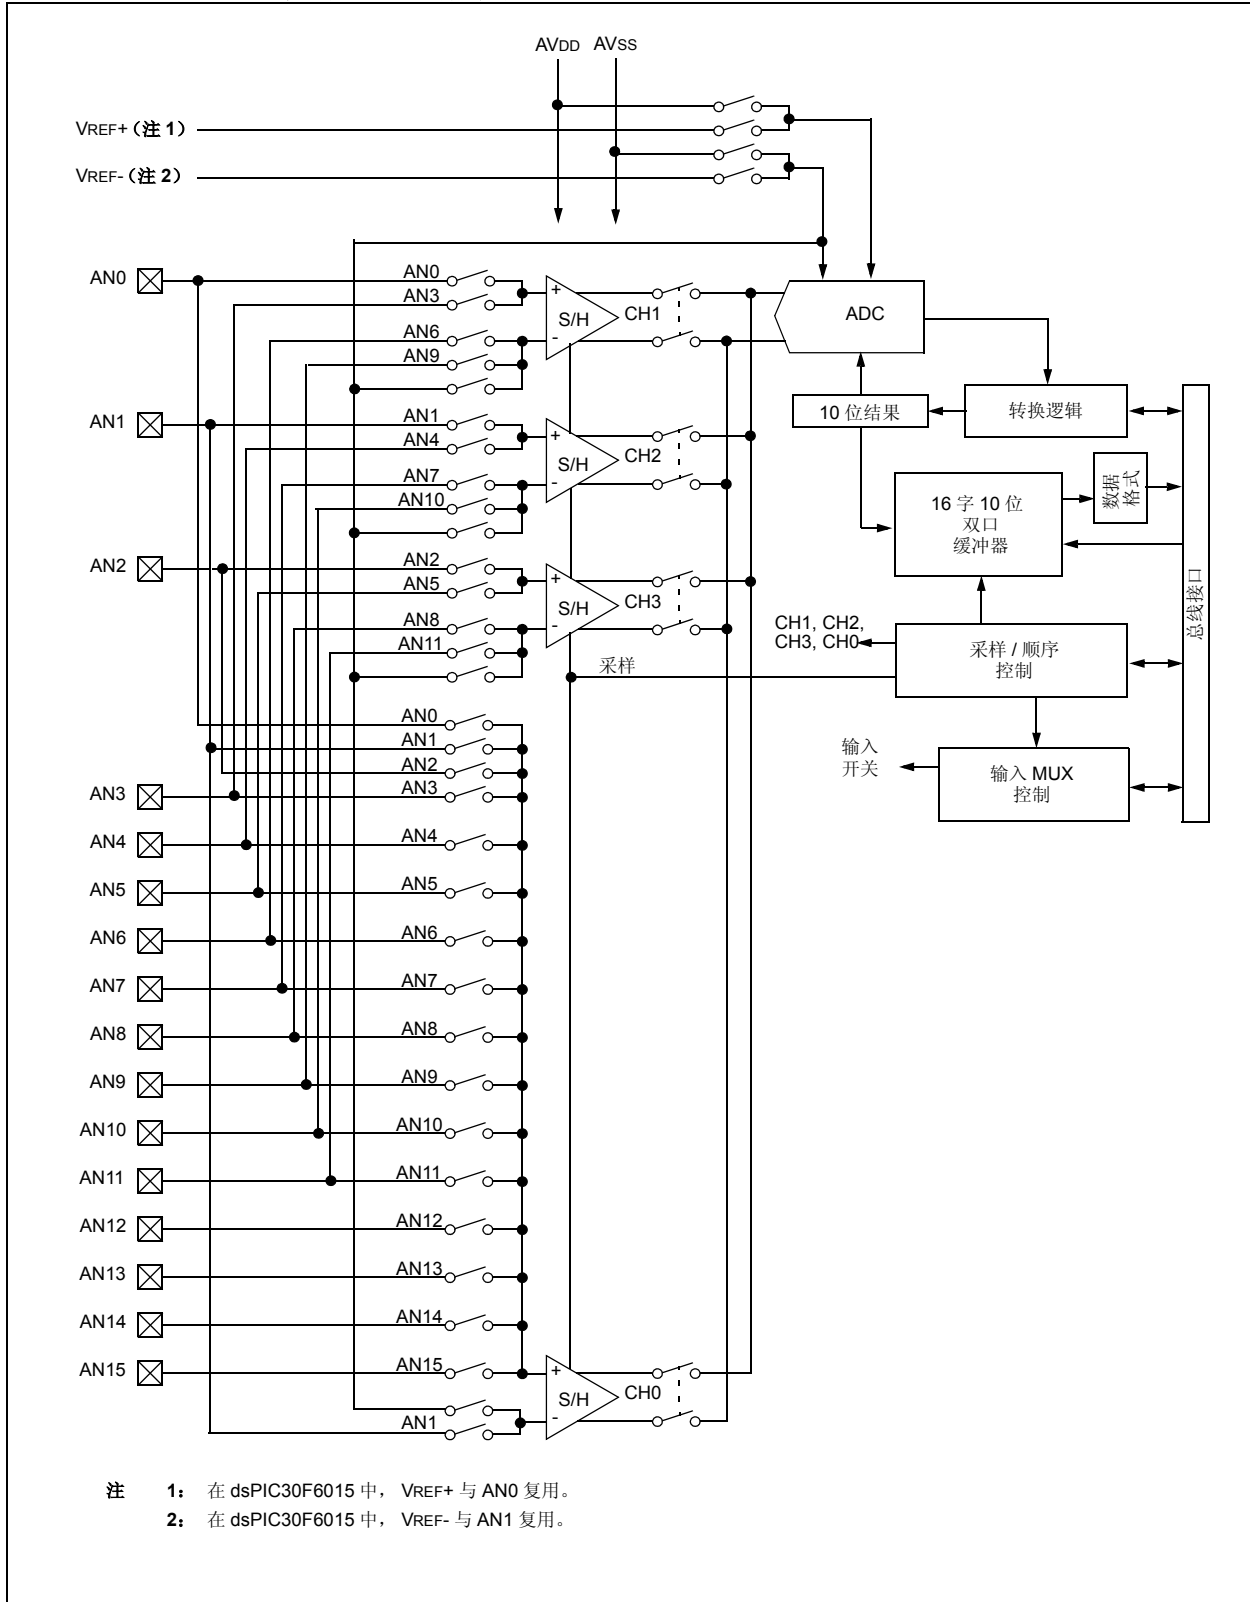 AVDD AVSS
VREF+（注 1）
VREF-（注 2）
AN0
AN0
AN3
AN6
AN9
+
S/H
-
CH1
ADC
AN1
AN1
AN4
AN7
AN10
+
S/H
-
CH2
10 位结果
转换逻辑
16 字 10 位
双口
缓冲器
数据
格式
总线接口
AN2
AN2
AN5
AN8
AN11
+
S/H
-
CH3
CH1, CH2,
CH3, CH0
采样 / 顺序
控制
采样
输入
开关
输入 MUX
控制
AN0
AN1
AN2
AN3 AN3
AN4 AN4
AN5 AN5
AN6 AN6
AN7 AN7
AN8 AN8
AN9 AN9
AN10 AN10
AN11 AN11
AN12 AN12
AN13 AN13
AN14 AN14
AN15 AN15
AN1
+
S/H
-
CH0
注 1： 在 dsPIC30F6015 中， VREF+ 与 AN0 复用。
2： 在 dsPIC30F6015 中， VREF- 与 AN1 复用。